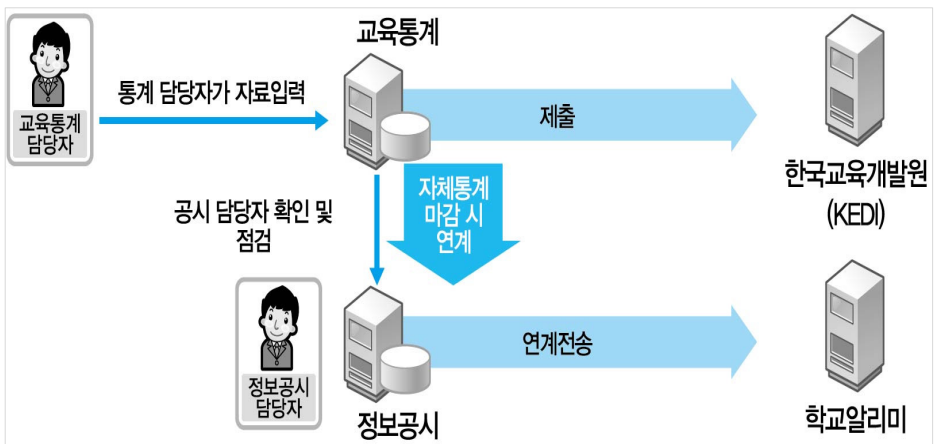 교육통계
통계 담당자가 자료입력
교육통계
담당자
제출
한국교육개발원
(KEDI)
자체통계
마감 시
연계
공시 담당자 확인 및
점검
정보공시
담당자
연계전송
정보공시
학교알리미